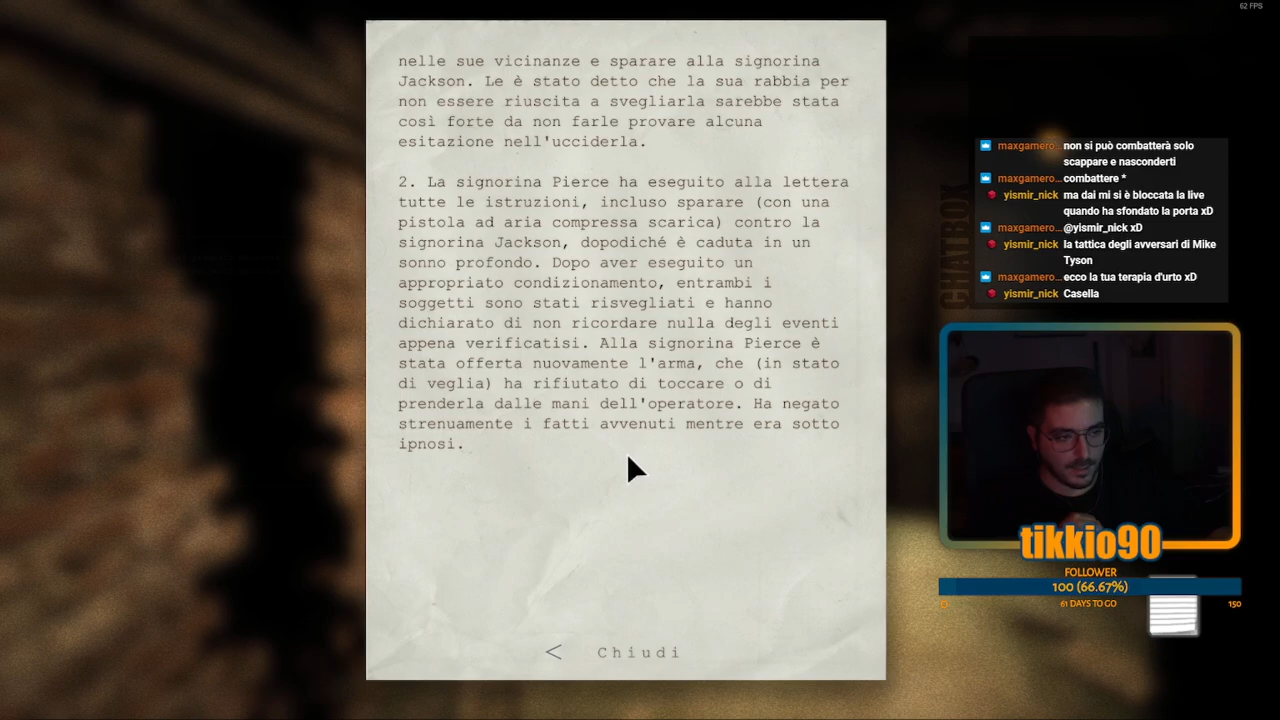 62 FPS
nelle sue vicinanze e sparare alla signorina
Jackson. Le è stato detto che la sua rabbia per
non essere riuscita a svegliarla sarebbe stata
così forte da non farle provare alcuna
esitazione nell'ucciderla.
2. La signorina Pierce ha eseguito alla lettera
tutte le istruzioni, incluso sparare (con una
pistola ad aria compressa scarica) contro la
signorina Jackson, dopodiché è caduta in un
sonno profondo. Dopo aver eseguito un
appropriato condizionamento, entrambi i
soggetti sono stati risvegliati e hanno
dichiarato di non ricordare nulla degli eventi
appena verificatisi. Alla signorina Pierce è
stata offerta nuovamente l'arma, che (in stato
di veglia) ha rifiutato di toccare o di
prenderla dalle mani dell'operatore. Ha negato
strenuamente i fatti avvenuti mentre era sotto
ipnosi.
< Chiudi
CHATBOX
maxgamero... non si può combatterà solo
scappare e nasconderti
maxgamero... combattere *
yismir_nick ma dai mi si è bloccata la live
quando ha sfondato la porta xD
maxgamero... @yismir_nick xD
yismir_nick la tattica degli avversari di Mike
Tyson
maxgamero... ecco la tua terapia d'urto xD
yismir_nick Casella
tikkio90
FOLLOWER
100 (66.67%)
0 61 DAYS TO GO 150